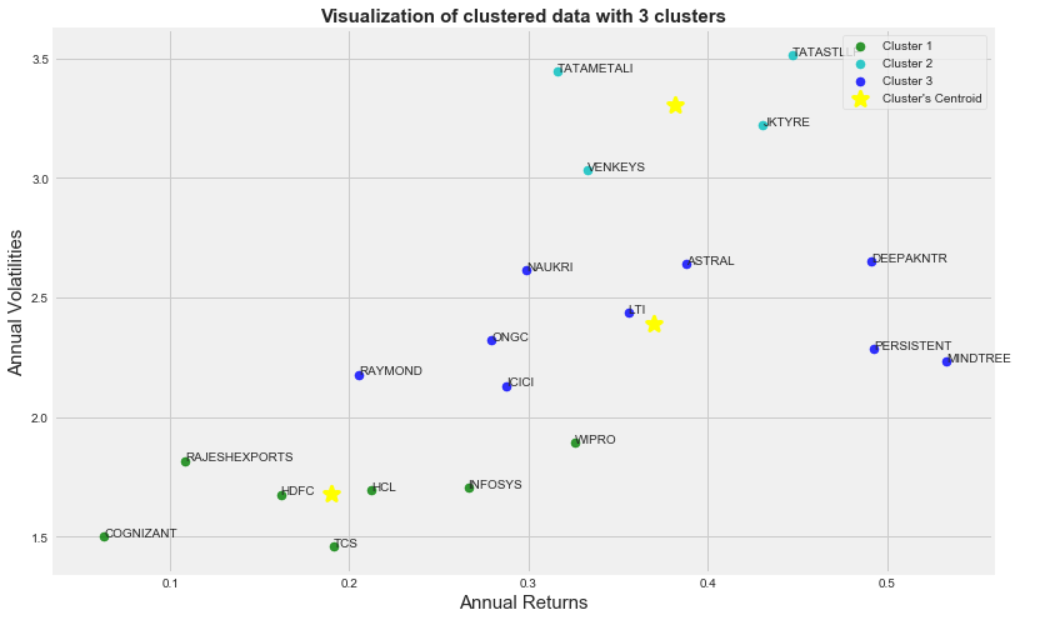 Visualization of clustered data with 3 clusters
Annual Volatilities
3.5
3.0
2.5
2.0
1.5
TATAMETALI
JKTYRE
VENKEYS
NAUKRI
ASTRAL
DEEPAKNTR
LTI
ONGC
PERSISTENT
MINDTREE
RAYMOND
ICICI
WIPRO
RAJESHEXPORTS
HDFC
HCL
INFOSYS
COGNIZANT
TCS
Cluster 1
Cluster 2
Cluster 3
Cluster's Centroid
0.1
0.2
0.3
0.4
0.5
Annual Returns